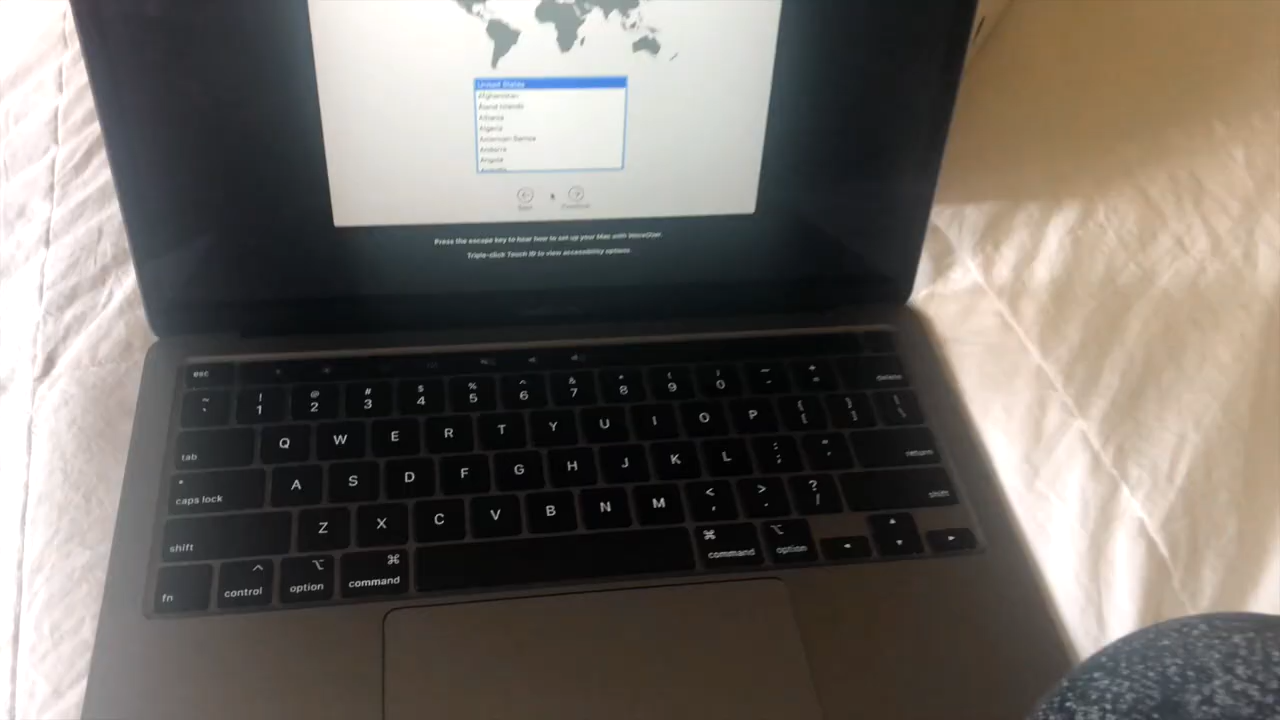 United States
Afghanistan
Åland Islands
Albania
Algeria
American Samoa
Andorra
Angola
Back
Continue
Press the escape key to hear how to set up your Mac with VoiceOver.
Triple-click Touch ID to view accessibility options.
esc
~ ! @ # $ % ^ & * ( ) _ +
` 1 2 3 4 5 6 7 8 9 0 - = delete
tab Q W E R T Y U I O P { [ } ] | \
caps lock A S D F G H J K L : ; " ' return
shift Z X C V B N M < , > . ? / shift
fn control option command command option